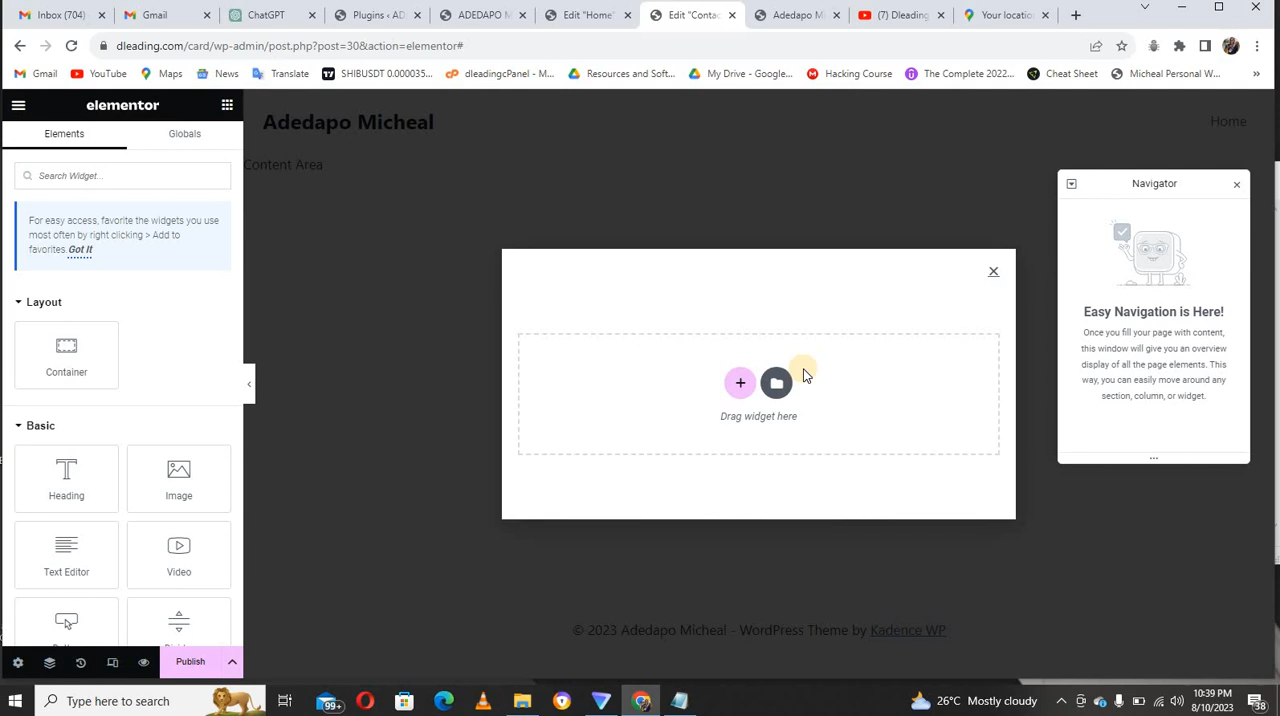 Inbox (704)
Gmail
ChatGPT
Plugins ‹ AD
ADEDAPO M
Edit "Home"
Edit "Contac
Adedapo Mi
(7) Dleading
Your locatio
dleading.com/card/wp-admin/post.php?post=30&action=elementor#
Gmail
YouTube
Maps
News
Translate
SHIBUSDT 0.000035...
dleadingcPanel - M...
Resources and Soft...
My Drive - Google...
Hacking Course
The Complete 2022...
Cheat Sheet
Micheal Personal W...
»
elementor
Elements
Globals
Search Widget...
For easy access, favorite the widgets you use
most often by right clicking > Add to
favorites. Got It
Layout
Container
Basic
Heading
Image
Text Editor
Video
Publish
Adedapo Micheal
Home
Content Area
Drag widget here
Navigator
Easy Navigation is Here!
Once you fill your page with content,
this window will give you an overview
display of all the page elements. This
way, you can easily move around any
section, column, or widget.
© 2023 Adedapo Micheal - WordPress Theme by Kadence WP
Type here to search
99+
26°C Mostly cloudy
10:39 PM
8/10/2023
38